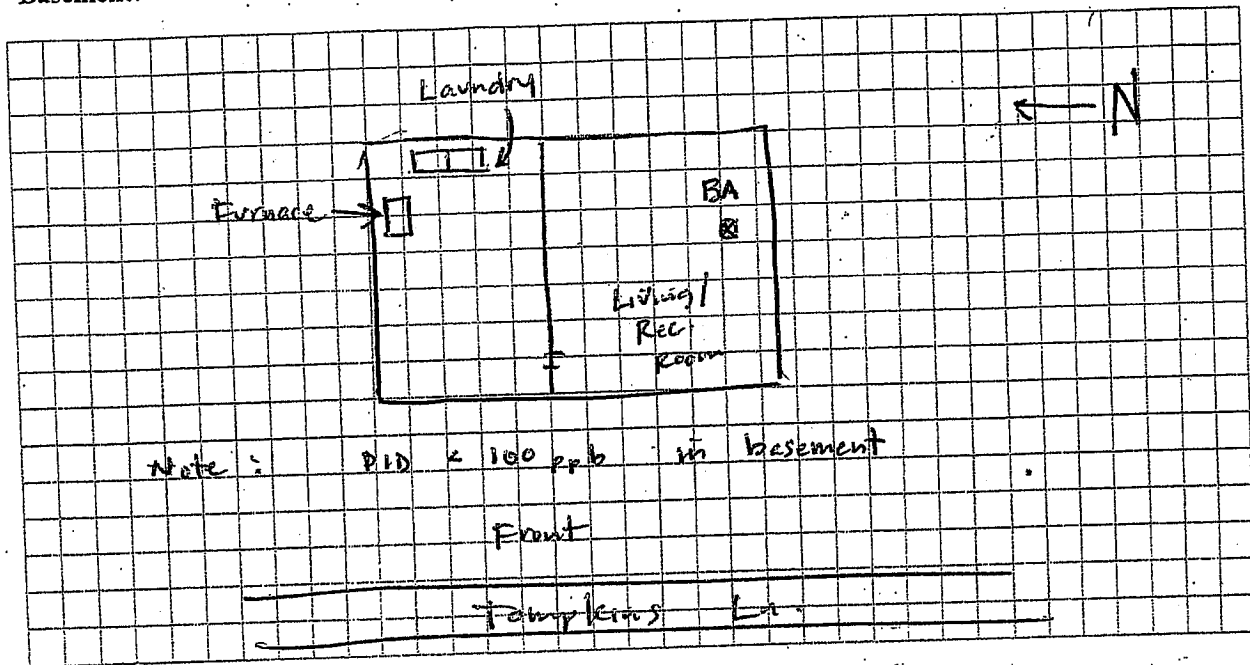 Basement:
Laundry
N
Furnace
BA
Living/
Rec
Room
Note : PID < 100 ppb in basement
Front
Tompkins Ln.